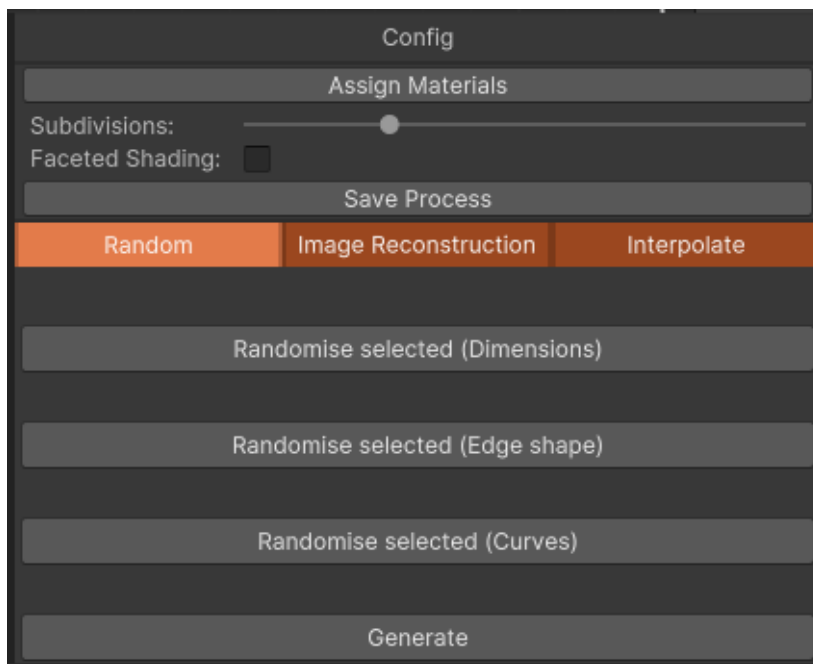 Config
Assign Materials
Subdivisions:
Faceted Shading:
Save Process
Random Image Reconstruction Interpolate
Randomise selected (Dimensions)
Randomise selected (Edge shape)
Randomise selected (Curves)
Generate